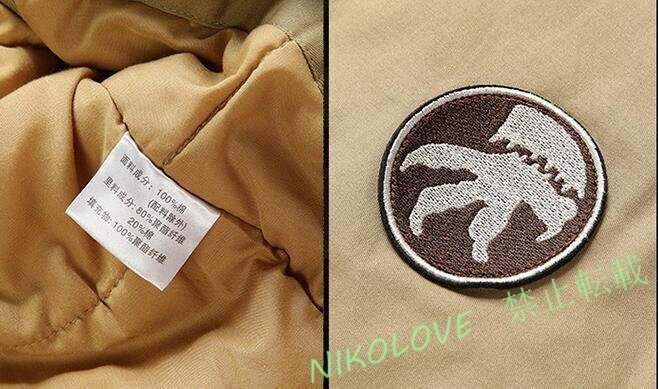 面料成分：100%棉
(配料除外)
里料成分：80%聚酯纤维
20%棉
填充物：100%聚酯纤维
NIKOLOVE 禁止転載